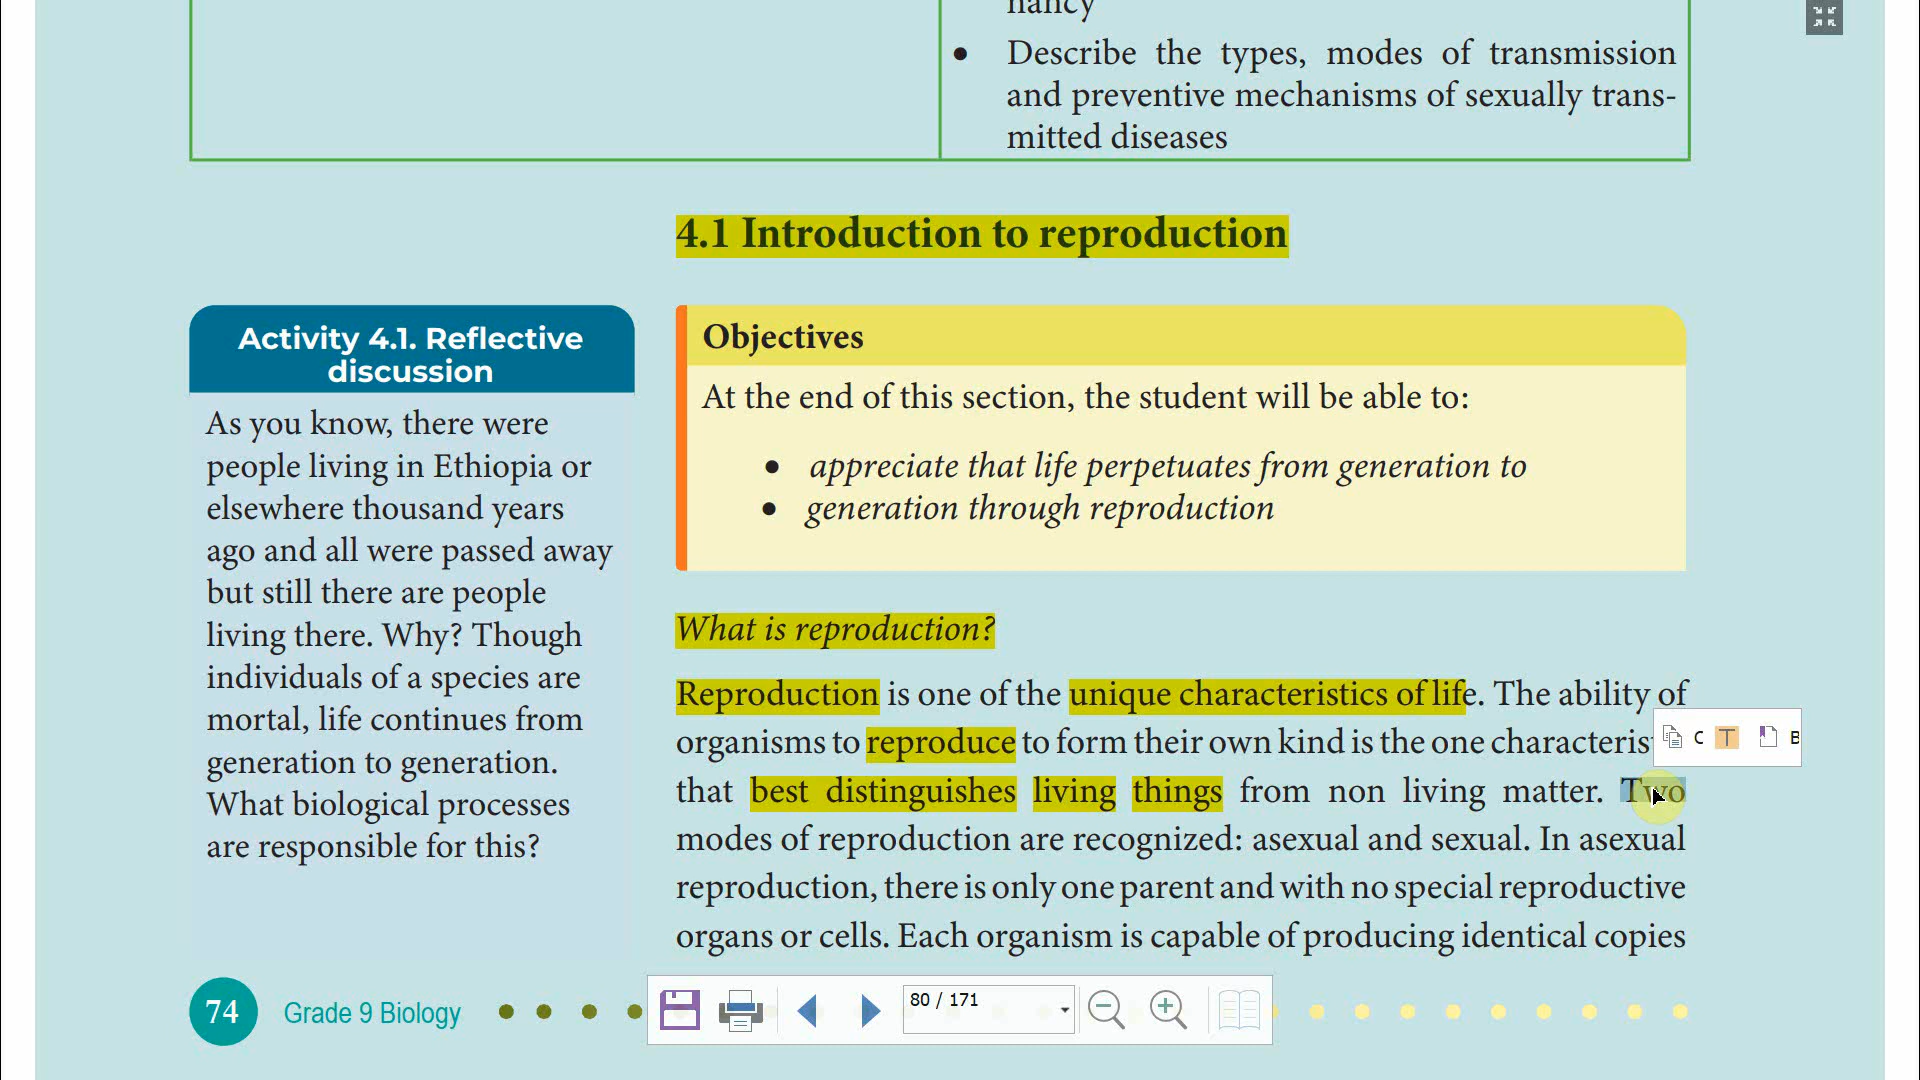 nancy
• Describe the types, modes of transmission
and preventive mechanisms of sexually trans-
mitted diseases
4.1 Introduction to reproduction
Activity 4.1. Reflective
discussion
As you know, there were
people living in Ethiopia or
elsewhere thousand years
ago and all were passed away
but still there are people
living there. Why? Though
individuals of a species are
mortal, life continues from
generation to generation.
What biological processes
are responsible for this?
Objectives
At the end of this section, the student will be able to:
• appreciate that life perpetuates from generation to
• generation through reproduction
What is reproduction?
Reproduction is one of the unique characteristics of life. The ability of
organisms to reproduce to form their own kind is the one characteris
that best distinguishes living things from non living matter. Two
modes of reproduction are recognized: asexual and sexual. In asexual
reproduction, there is only one parent and with no special reproductive
organs or cells. Each organism is capable of producing identical copies
C T B
74 Grade 9 Biology
80 / 171